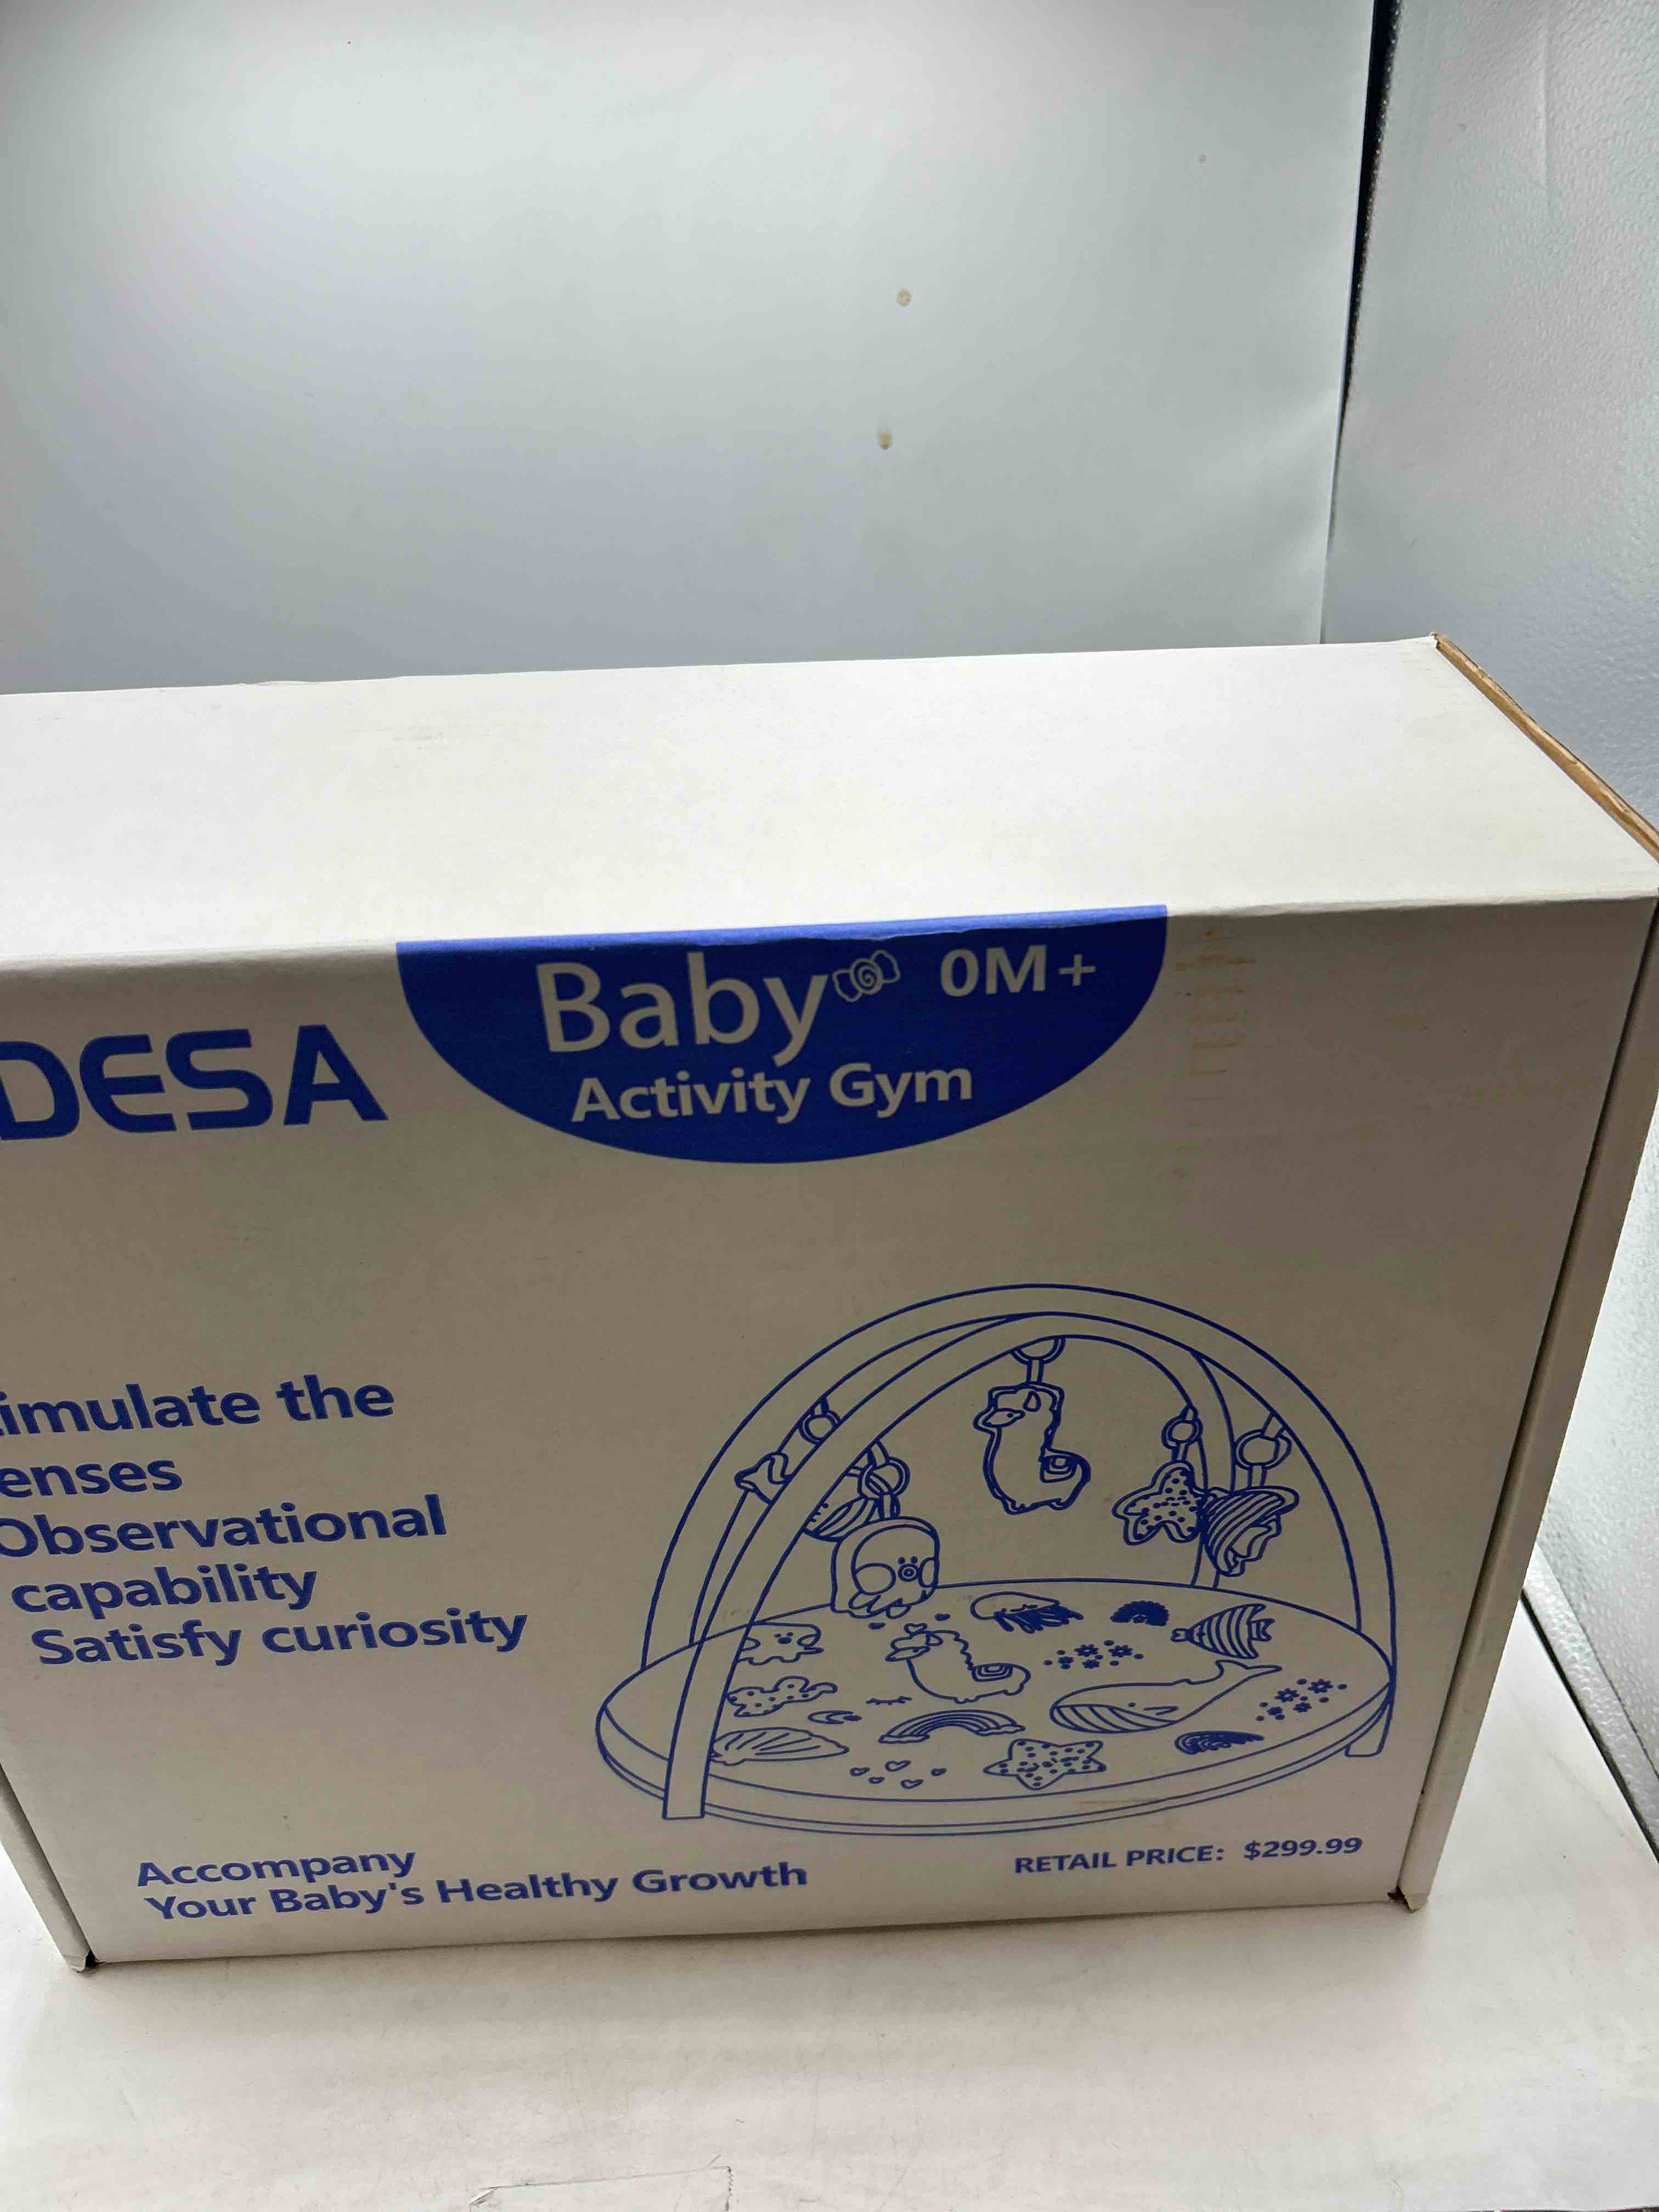 DESA
Baby 0M+
Activity Gym
timulate the
enses
Observational
capability
Satisfy curiosity
Accompany
Your Baby's Healthy Growth
RETAIL PRICE: $299.99